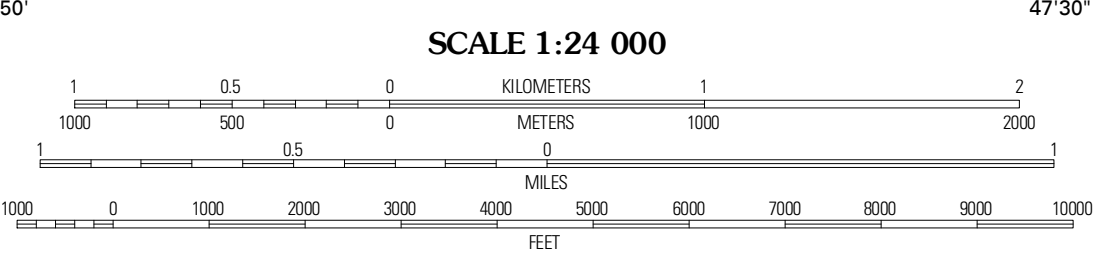 50' 47'30"
SCALE 1:24 000
1 0.5 0 KILOMETERS 1 2
1000 500 0 METERS 1000 2000
1 0.5 0 1
MILES
1000 0 1000 2000 3000 4000 5000 6000 7000 8000 9000 10000
FEET